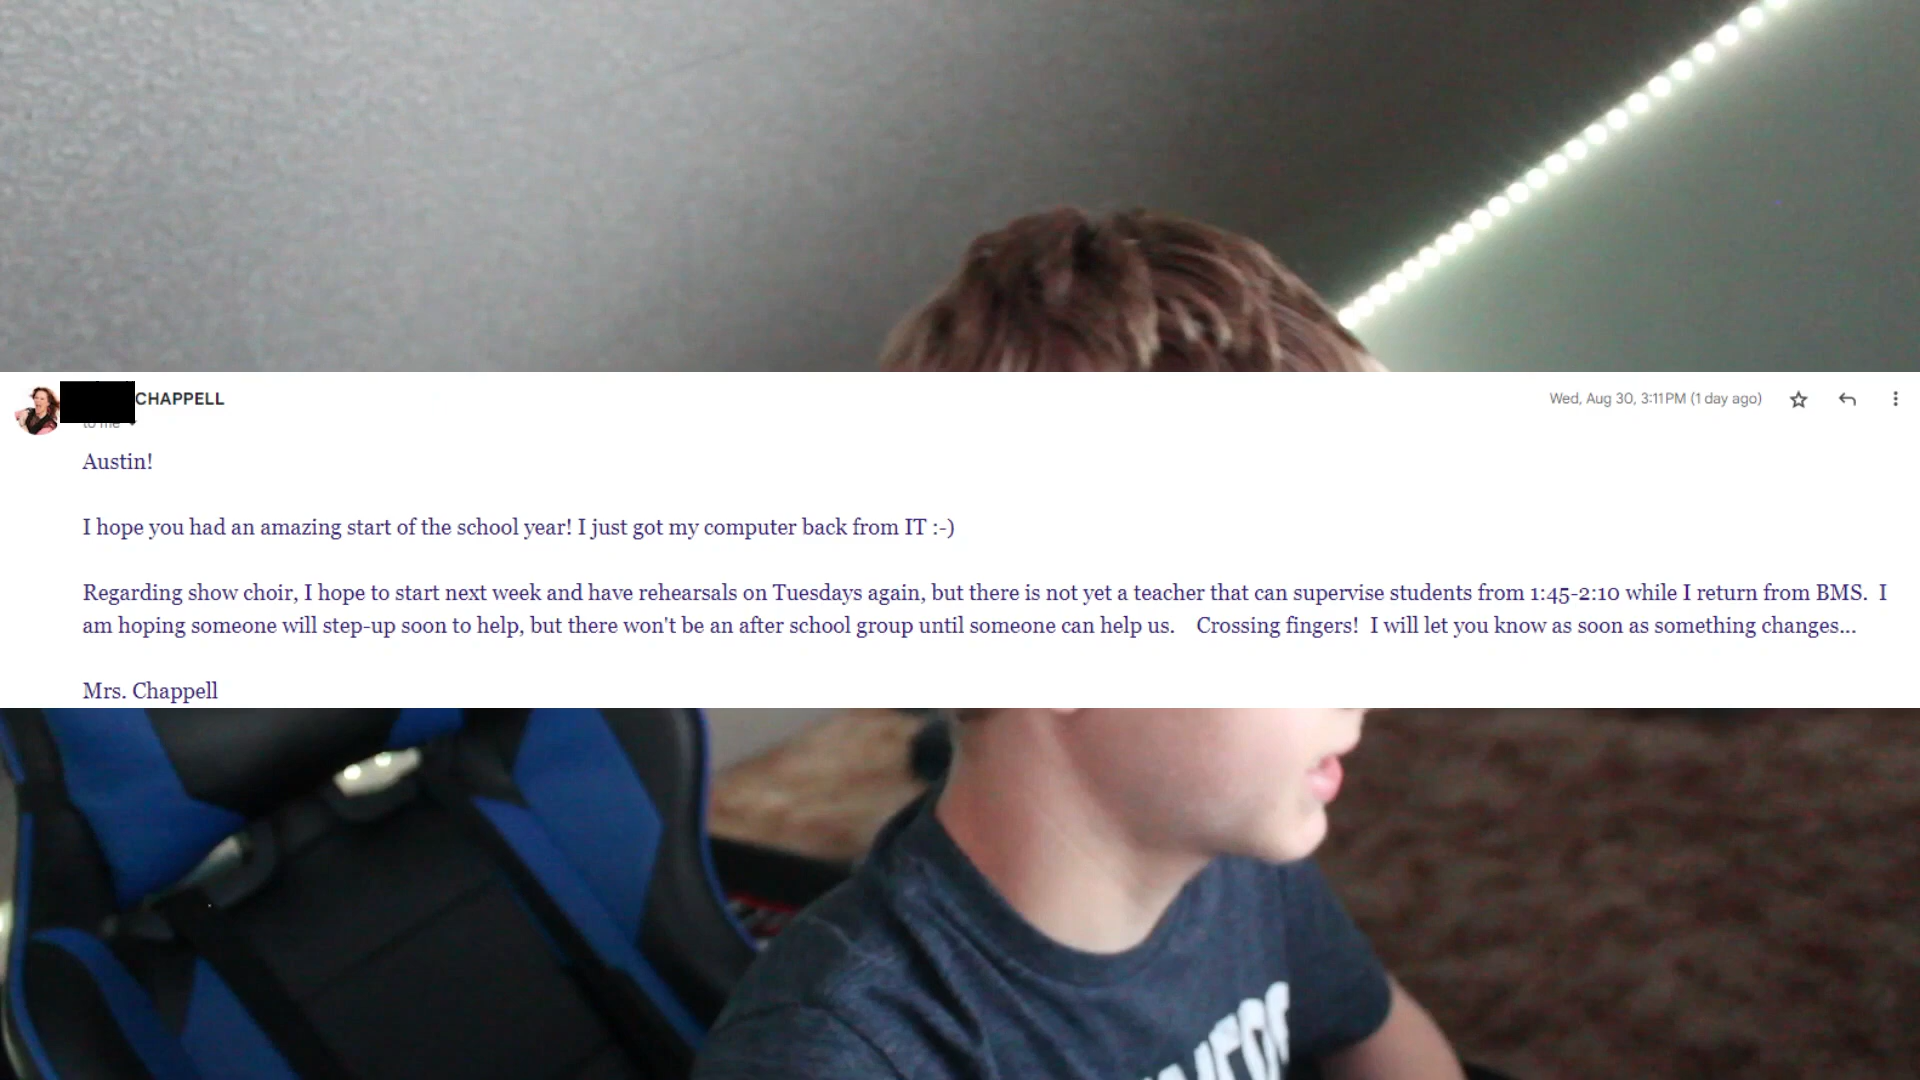 CHAPPELL
Wed, Aug 30, 3:11 PM (1 day ago)
to me
Austin!
I hope you had an amazing start of the school year! I just got my computer back from IT :-)
Regarding show choir, I hope to start next week and have rehearsals on Tuesdays again, but there is not yet a teacher that can supervise students from 1:45-2:10 while I return from BMS. I
am hoping someone will step-up soon to help, but there won't be an after school group until someone can help us. Crossing fingers! I will let you know as soon as something changes...
Mrs. Chappell